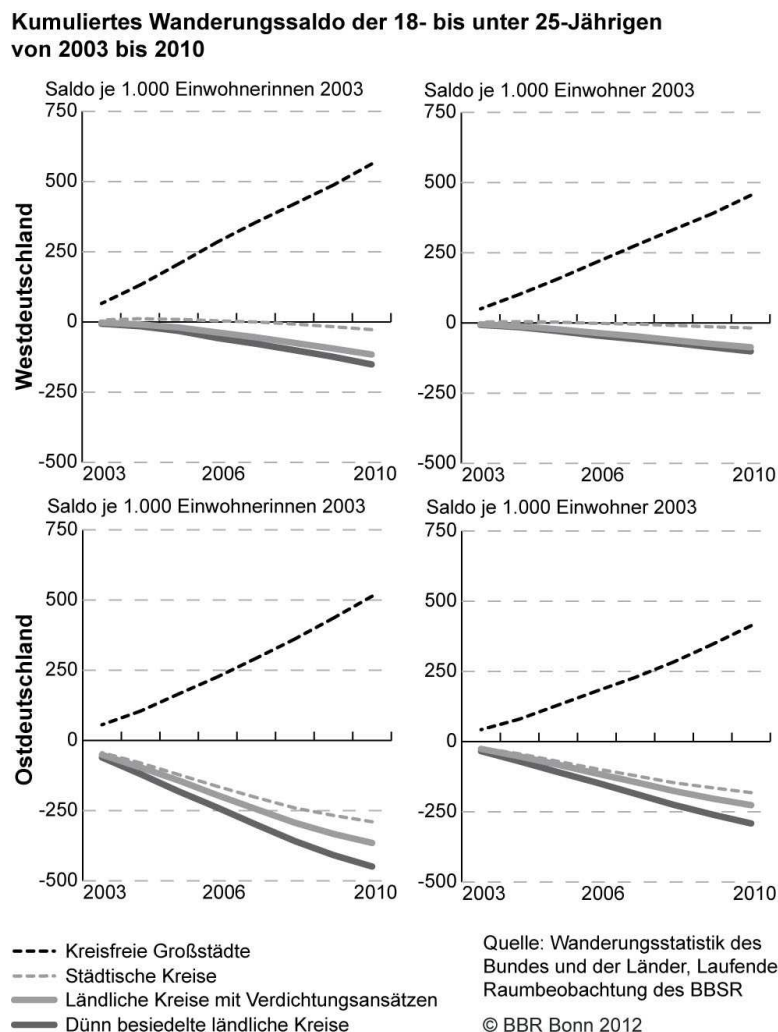 Kumuliertes Wanderungssaldo der 18- bis unter 25-Jährigen
von 2003 bis 2010
Westdeutschland
Saldo je 1.000 Einwohnerinnen 2003
750
500
250
0
-250
-500
2003 2006 2010
Saldo je 1.000 Einwohner 2003
750
500
250
0
-250
-500
2003 2006 2010
Ostdeutschland
Saldo je 1.000 Einwohnerinnen 2003
750
500
250
0
-250
-500
2003 2006 2010
Saldo je 1.000 Einwohner 2003
750
500
250
0
-250
-500
2003 2006 2010
Kreisfreie Großstädte
Städtische Kreise
Ländliche Kreise mit Verdichtungsansätzen
Dünn besiedelte ländliche Kreise
Quelle: Wanderungsstatistik des
Bundes und der Länder, Laufende
Raumbeobachtung des BBSR
© BBR Bonn 2012